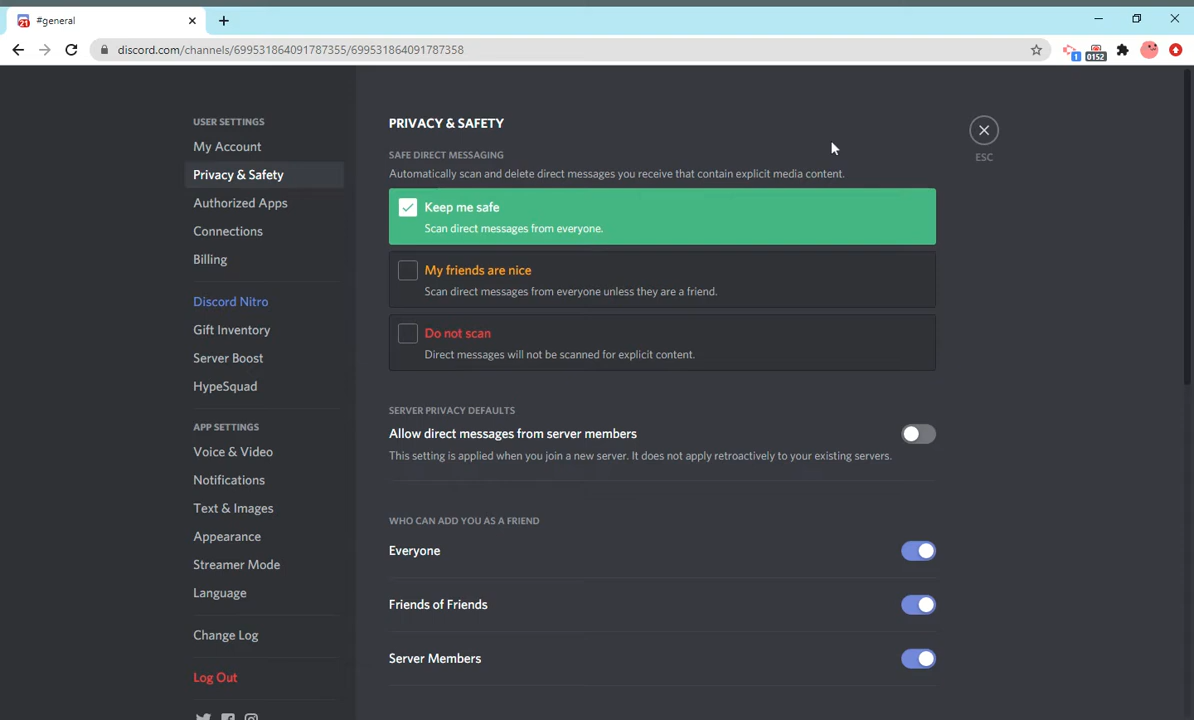 #general
discord.com/channels/699531864091787355/699531864091787358
1
0152
USER SETTINGS
My Account
Privacy & Safety
Authorized Apps
Connections
Billing
Discord Nitro
Gift Inventory
Server Boost
HypeSquad
APP SETTINGS
Voice & Video
Notifications
Text & Images
Appearance
Streamer Mode
Language
Change Log
Log Out
PRIVACY & SAFETY
SAFE DIRECT MESSAGING
Automatically scan and delete direct messages you receive that contain explicit media content.
Keep me safe
Scan direct messages from everyone.
My friends are nice
Scan direct messages from everyone unless they are a friend.
Do not scan
Direct messages will not be scanned for explicit content.
SERVER PRIVACY DEFAULTS
Allow direct messages from server members
This setting is applied when you join a new server. It does not apply retroactively to your existing servers.
WHO CAN ADD YOU AS A FRIEND
Everyone
Friends of Friends
Server Members
ESC